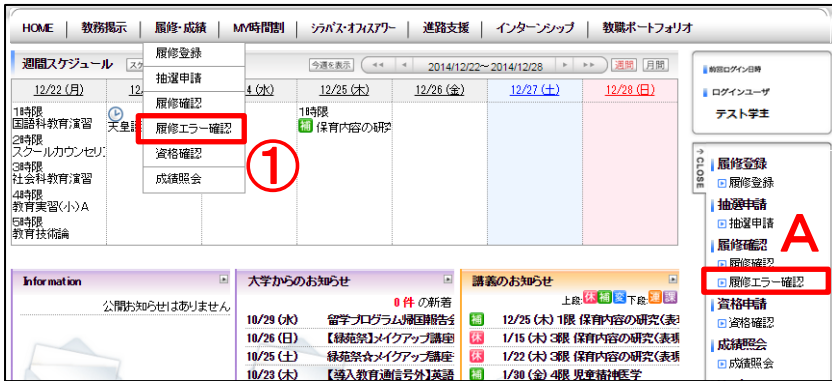 HOME 教務掲示 履修・成績 MY時間割 シラバス・オフィスアワー 進路支援 インターンシップ 教職ポートフォリオ
履修登録
抽選申請
履修確認
履修エラー確認
資格確認
成績照会
①
週間スケジュール 今週を表示 2014/12/22～2014/12/28 週間 月間
12/22 (月) 12 4 (水) 12/25 (木) 12/26 (金) 12/27 (土) 12/28 (日)
1時限
国語科教育演習
2時限
スクールカウンセリ
3時限
社会科教育演習
4時限
教育実習(小)A
5時限
教育技術論
天皇
1時限
補 保育内容の研究
前回ログイン日時
ログインユーザ
テスト学主
CLOSE
履修登録
履修登録
抽選申請
抽選申請
履修確認
履修確認
履修エラー確認
資格申請
資格確認
成績照会
成績照会
A
Information
公開お知らせはありません
大学からのお知らせ
0 件 の新着
10/29 (水) 留学プログラム帰国報告会
10/26 (日) 【緑苑祭】メイクアップ講座
10/25 (土) 緑苑祭☆メイクアップ講座
10/23 (木) 【導入教育通信号外】英語
講義のお知らせ
上段:休 補 変 下段: 課
補 12/25 (木) 1限 保育内容の研究(表
休 1/15 (木) 3限 保育内容の研究(表現
休 1/22 (木) 3限 保育内容の研究(表現
補 1/30 (金) 4限 児童精神医学